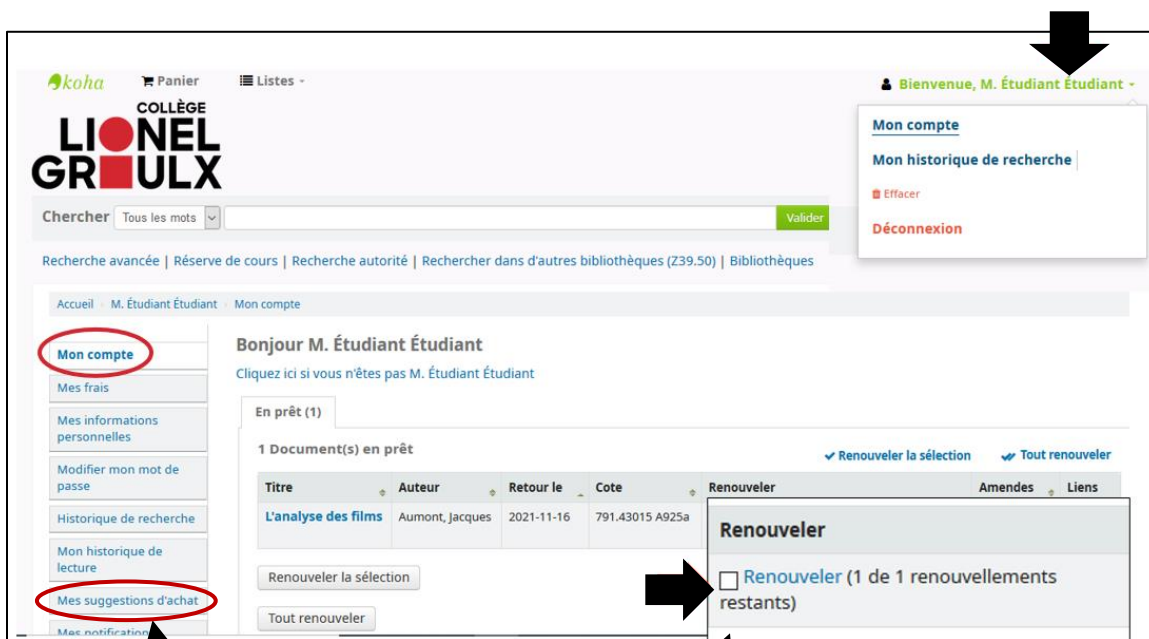 koha Panier Listes
Bienvenue, M. Étudiant Étudiant
COLLÈGE
LIONEL
GROULX
Mon compte
Mon historique de recherche
Effacer
Déconnexion
Chercher Tous les mots Valider
Recherche avancée | Réserve de cours | Recherche autorité | Rechercher dans d'autres bibliothèques (Z39.50) | Bibliothèques
Accueil M. Étudiant Étudiant Mon compte
Mon compte
Mes frais
Mes informations
personnelles
Modifier mon mot de
passe
Historique de recherche
Mon historique de
lecture
Mes suggestions d'achat
Bonjour M. Étudiant Étudiant
Cliquez ici si vous n'êtes pas M. Étudiant Étudiant
En prêt (1)
1 Document(s) en prêt
Renouveler la sélection Tout renouveler
Titre Auteur Retour le Cote Renouveler Amendes Liens
L'analyse des films Aumont, Jacques 2021-11-16 791.43015 A925a
Renouveler
Renouveler (1 de 1 renouvellements
restants)
Renouveler la sélection
Tout renouveler